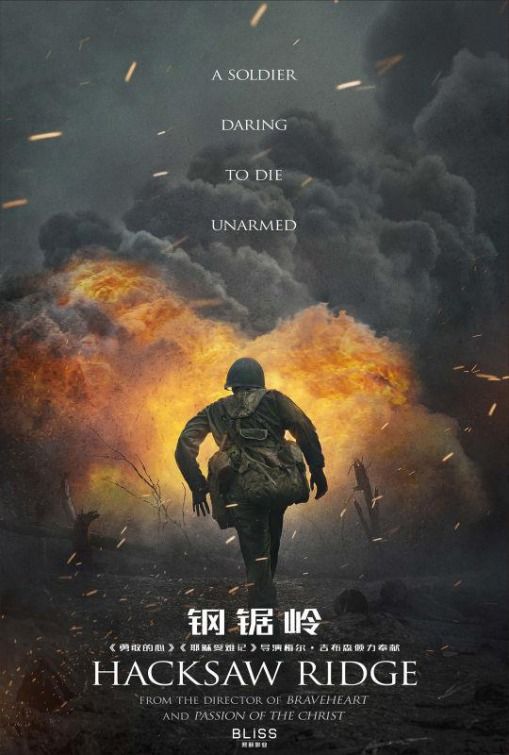 A SOLDIER
DARING
TO DIE
UNARMED
钢锯岭
《勇敢的心》《耶稣受难记》导演梅尔·吉布森倾力奉献
HACKSAW RIDGE
FROM THE DIRECTOR OF BRAVEHEART
AND PASSION OF THE CHRIST
BLISS